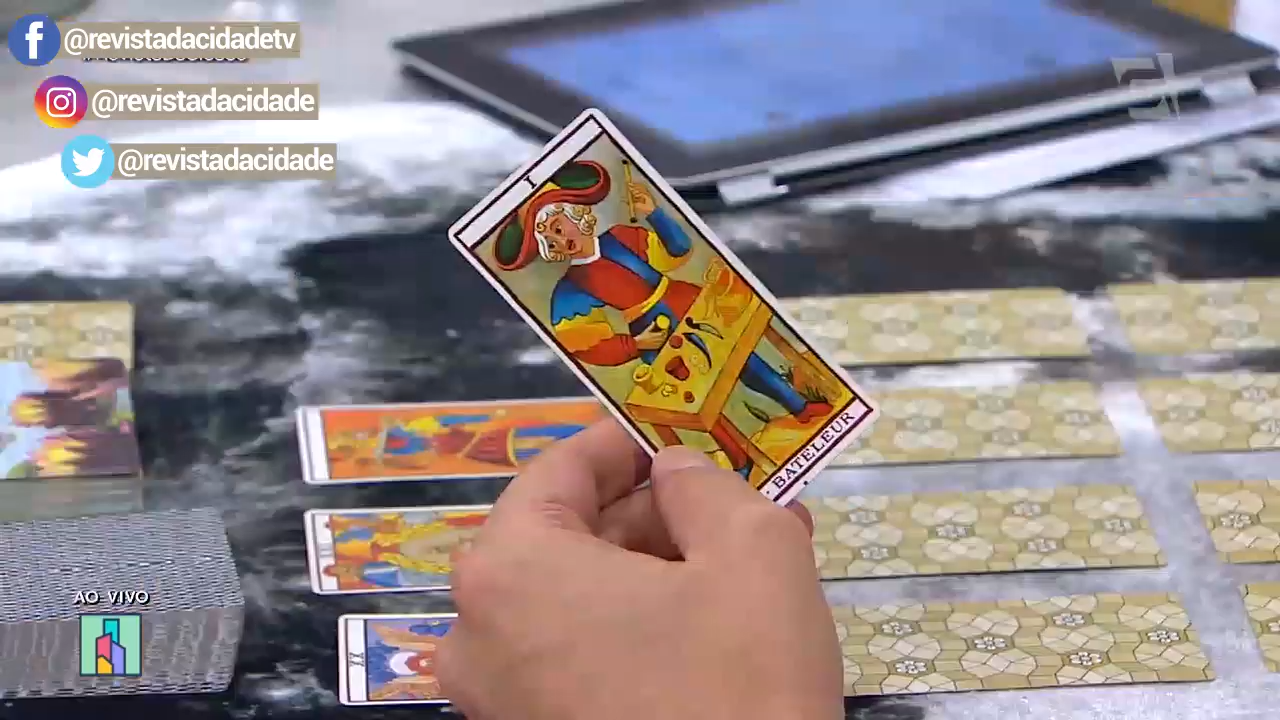 @revistadacidadetv
@revistadacidade
@revistadacidade
I
BATELEUR
XX
AO VIVO